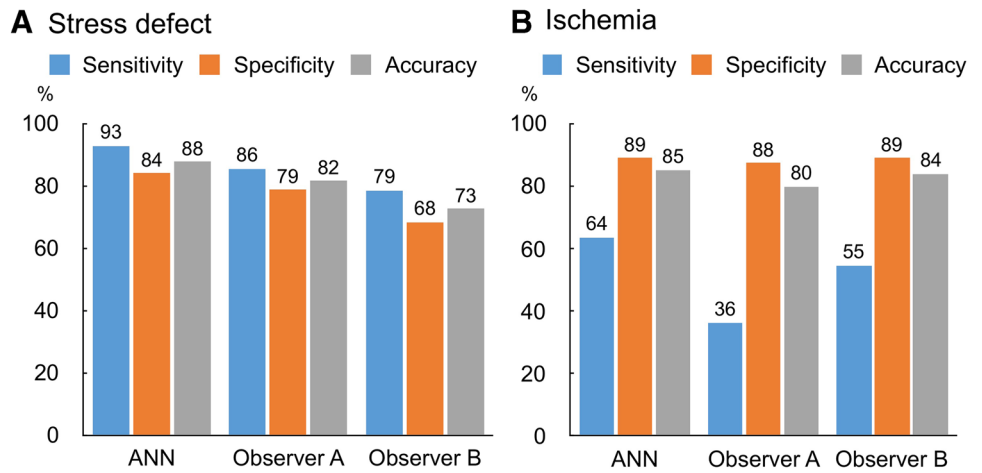 A Stress defect
Sensitivity Specificity Accuracy
%
100
80
60
40
20
0
93 84 88
86 79 82
79 68 73
ANN Observer A Observer B
B Ischemia
Sensitivity Specificity Accuracy
%
100
80
60
40
20
0
64 89 85
36 88 80
55 89 84
ANN Observer A Observer B